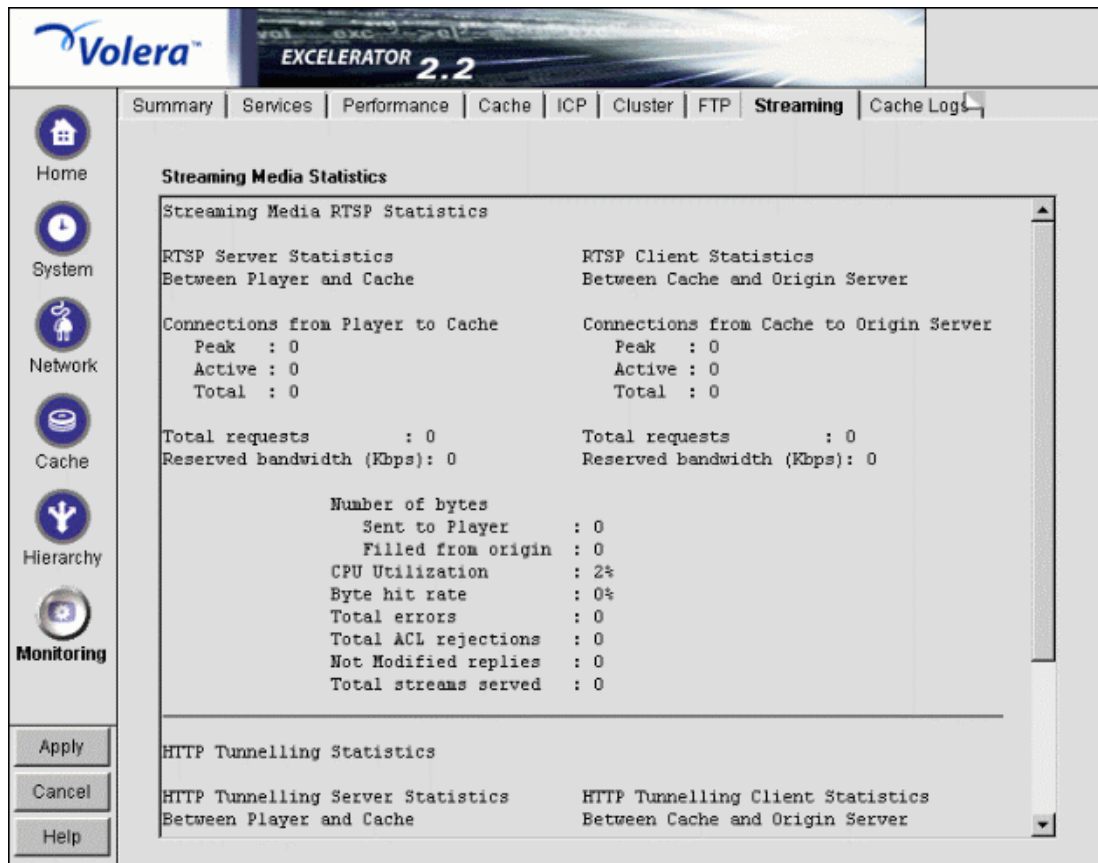 Volera™
EXCELERATOR 2.2
Summary Services Performance Cache ICP Cluster FTP Streaming Cache Logs
Home
System
Network
Cache
Hierarchy
Monitoring
Apply
Cancel
Help
Streaming Media Statistics
Streaming Media RTSP Statistics
RTSP Server Statistics RTSP Client Statistics
Between Player and Cache Between Cache and Origin Server
Connections from Player to Cache Connections from Cache to Origin Server
Peak : 0 Peak : 0
Active : 0 Active : 0
Total : 0 Total : 0
Total requests : 0 Total requests : 0
Reserved bandwidth (Kbps): 0 Reserved bandwidth (Kbps): 0
Number of bytes
Sent to Player : 0
Filled from origin : 0
CPU Utilization : 2%
Byte hit rate : 0%
Total errors : 0
Total ACL rejections : 0
Not Modified replies : 0
Total streams served : 0
HTTP Tunnelling Statistics
HTTP Tunnelling Server Statistics HTTP Tunnelling Client Statistics
Between Player and Cache Between Cache and Origin Server